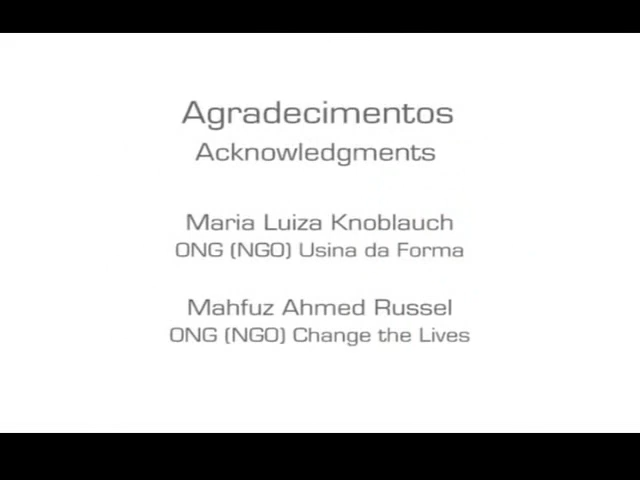 Agradecimentos
Acknowledgments
Maria Luiza Knoblauch
ONG (NGO) Usina da Forma
Mahfuz Ahmed Russel
ONG (NGO) Change the Lives